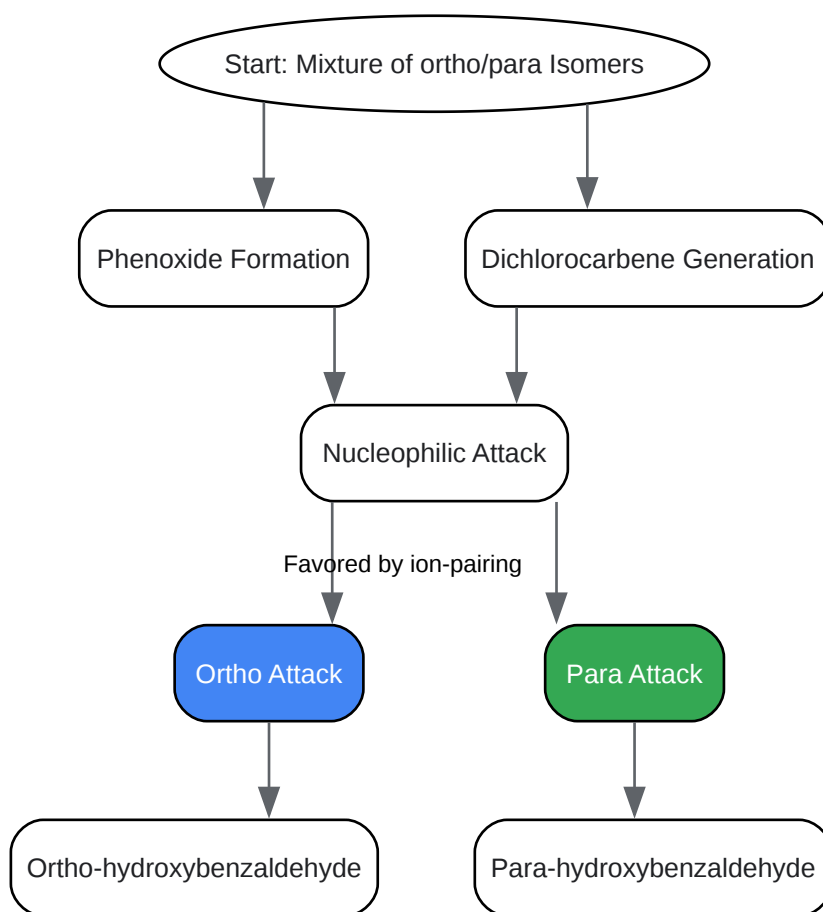 Start: Mixture of ortho/para Isomers
Phenoxide Formation
Dichlorocarbene Generation
Nucleophilic Attack
Favored by ion-pairing
Ortho Attack
Para Attack
Ortho-hydroxybenzaldehyde
Para-hydroxybenzaldehyde